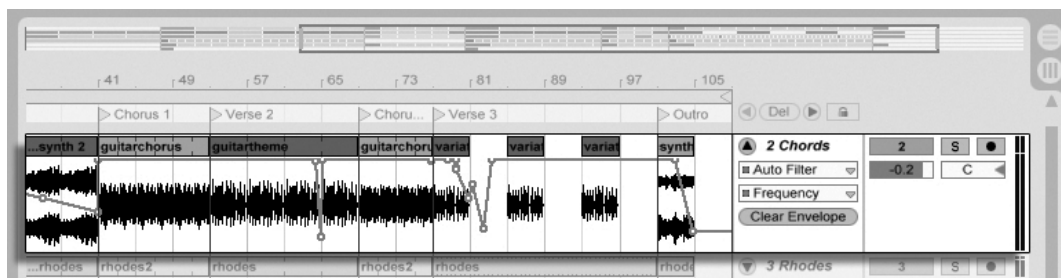 41 49 57 65 73 81 89 97 105
Chorus 1 Verse 2 Choru... Verse 3 Outro Del
...synth 2 guitarchorus guitartheme guitarchoru variat variat variat synth 2 Chords 2 S
Auto Filter -0.2 C
Frequency
Clear Envelope
...rhodes rhodes2 rhodes rhodes2 rhodes rhode 3 Rhodes 3 S